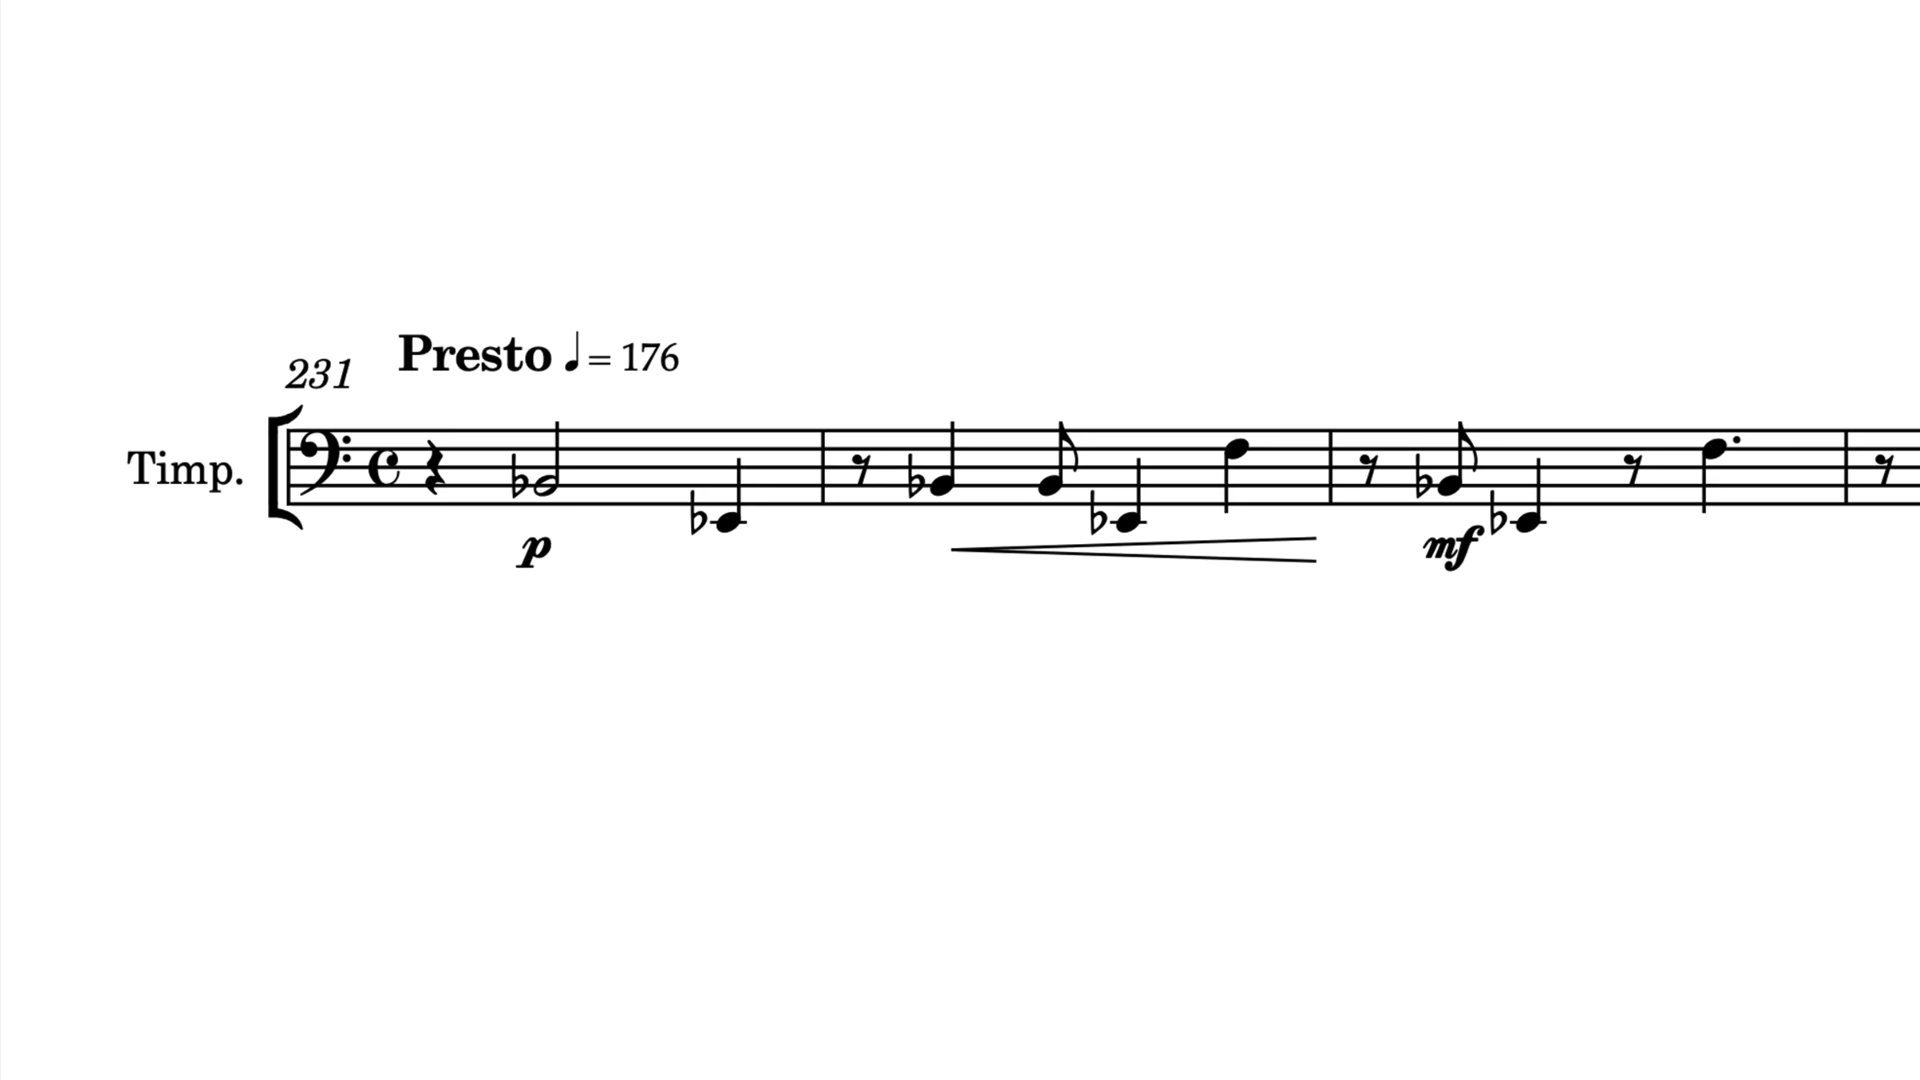 Presto ♩ = 176
231
Timp.
p
mf